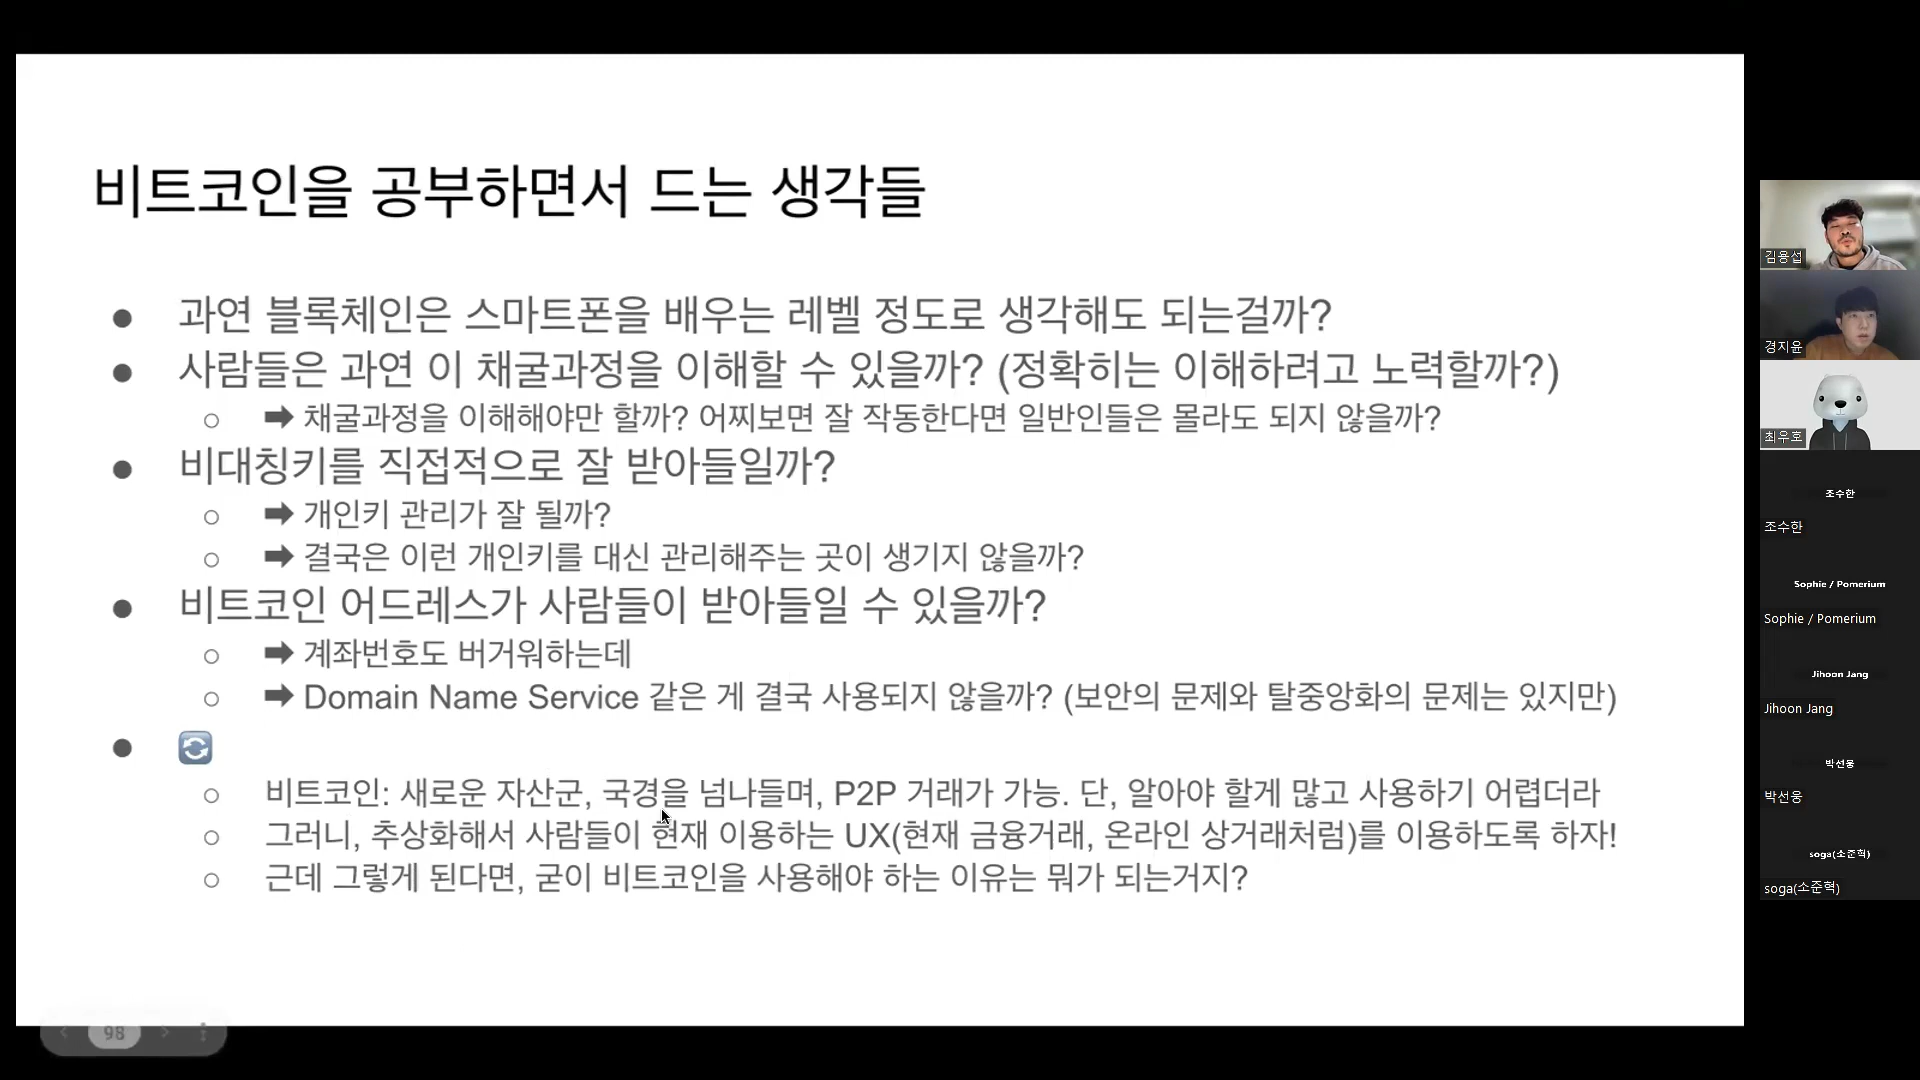 비트코인을 공부하면서 드는 생각들
● 과연 블록체인은 스마트폰을 배우는 레벨 정도로 생각해도 되는걸까?
● 사람들은 과연 이 채굴과정을 이해할 수 있을까? (정확히는 이해하려고 노력할까?)
○ ➡ 채굴과정을 이해해야만 할까? 어찌보면 잘 작동한다면 일반인들은 몰라도 되지 않을까?
● 비대칭키를 직접적으로 잘 받아들일까?
○ ➡ 개인키 관리가 잘 될까?
○ ➡ 결국은 이런 개인키를 대신 관리해주는 곳이 생기지 않을까?
● 비트코인 어드레스가 사람들이 받아들일 수 있을까?
○ ➡ 계좌번호도 버거워하는데
○ ➡ Domain Name Service 같은 게 결국 사용되지 않을까? (보안의 문제와 탈중앙화의 문제는 있지만)
● 🔄
○ 비트코인: 새로운 자산군, 국경을 넘나들며, P2P 거래가 가능. 단, 알아야 할게 많고 사용하기 어렵더라
○ 그러니, 추상화해서 사람들이 현재 이용하는 UX(현재 금융거래, 온라인 상거래처럼)를 이용하도록 하자!
○ 근데 그렇게 된다면, 굳이 비트코인을 사용해야 하는 이유는 뭐가 되는거지?
98
김용섭
경지윤
최우호
조수한
조수한
Sophie / Pomerium
Sophie / Pomerium
Jihoon Jang
Jihoon Jang
박선웅
박선웅
soga(소준혁)
soga(소준혁)